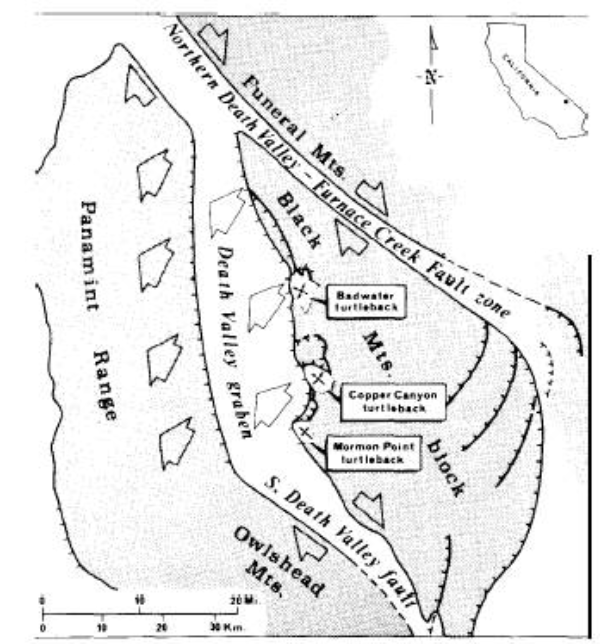 Northern Death Valley - Furnace Creek Fault zone
Funeral Mts.
-N-
CALIFORNIA
Black
Mts.
block
Panamint
Range
Death Valley graben
Badwater
turtleback
Copper Canyon
turtleback
Mormon Point
turtleback
S. Death Valley fault
Owlshead
Mts.
0 10 20 Mi.
0 10 20 30 Km.